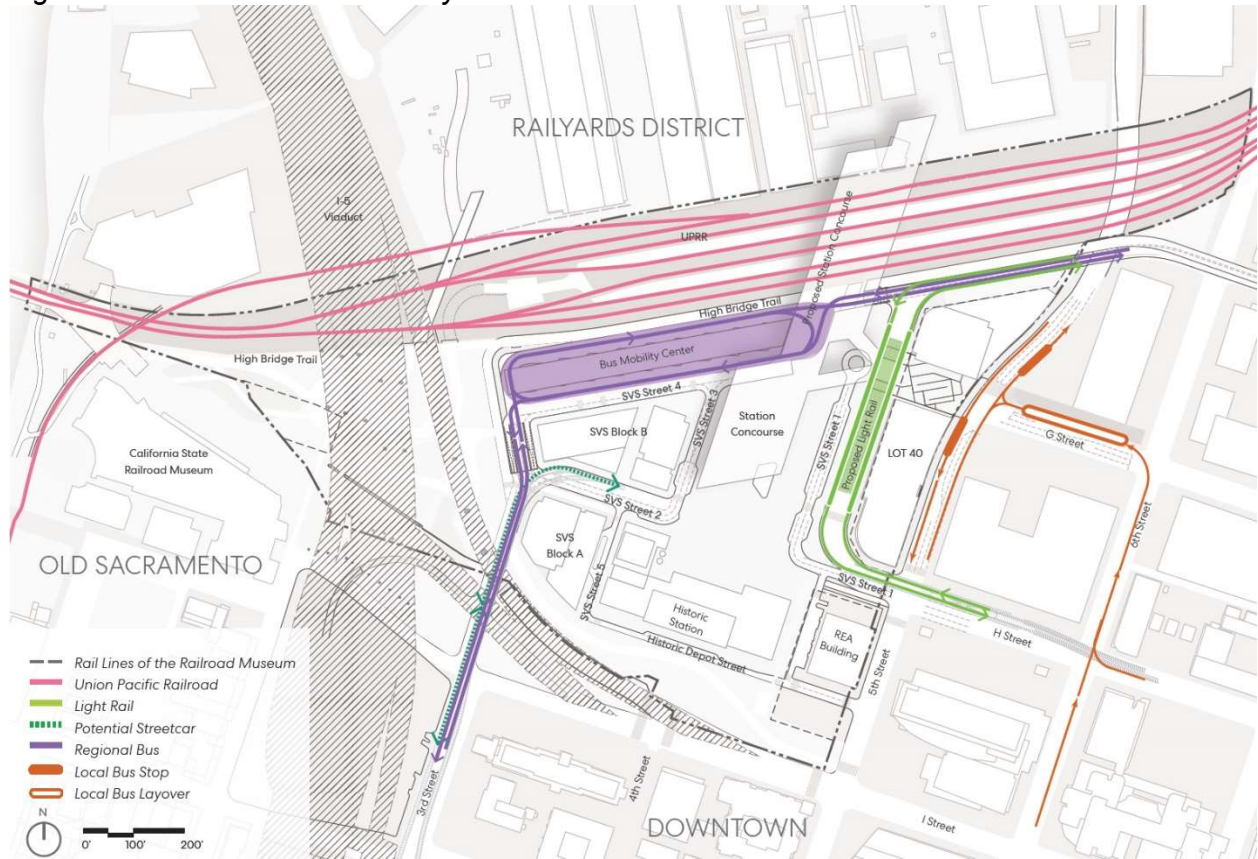 RAILYARDS DISTRICT
I-5
Viaduct
UPRR
Proposed Station Concourse
High Bridge Trail
High Bridge Trail
Bus Mobility Center
SVS Street 4
SVS Street 3
SVS Block B
Station
Concourse
SVS Street 1
Proposed Light Rail
LOT 40
G Street
6th Street
California State
Railroad Museum
SVS Street 2
SVS
Block A
SVS Street 5
OLD SACRAMENTO
SVS Street 1
Historic
Station
REA
Building
H Street
Historic Depot Street
5th Street
3rd Street
4th Street
I Street
DOWNTOWN
Rail Lines of the Railroad Museum
Union Pacific Railroad
Light Rail
Potential Streetcar
Regional Bus
Local Bus Stop
Local Bus Layover
N
0' 100' 200'